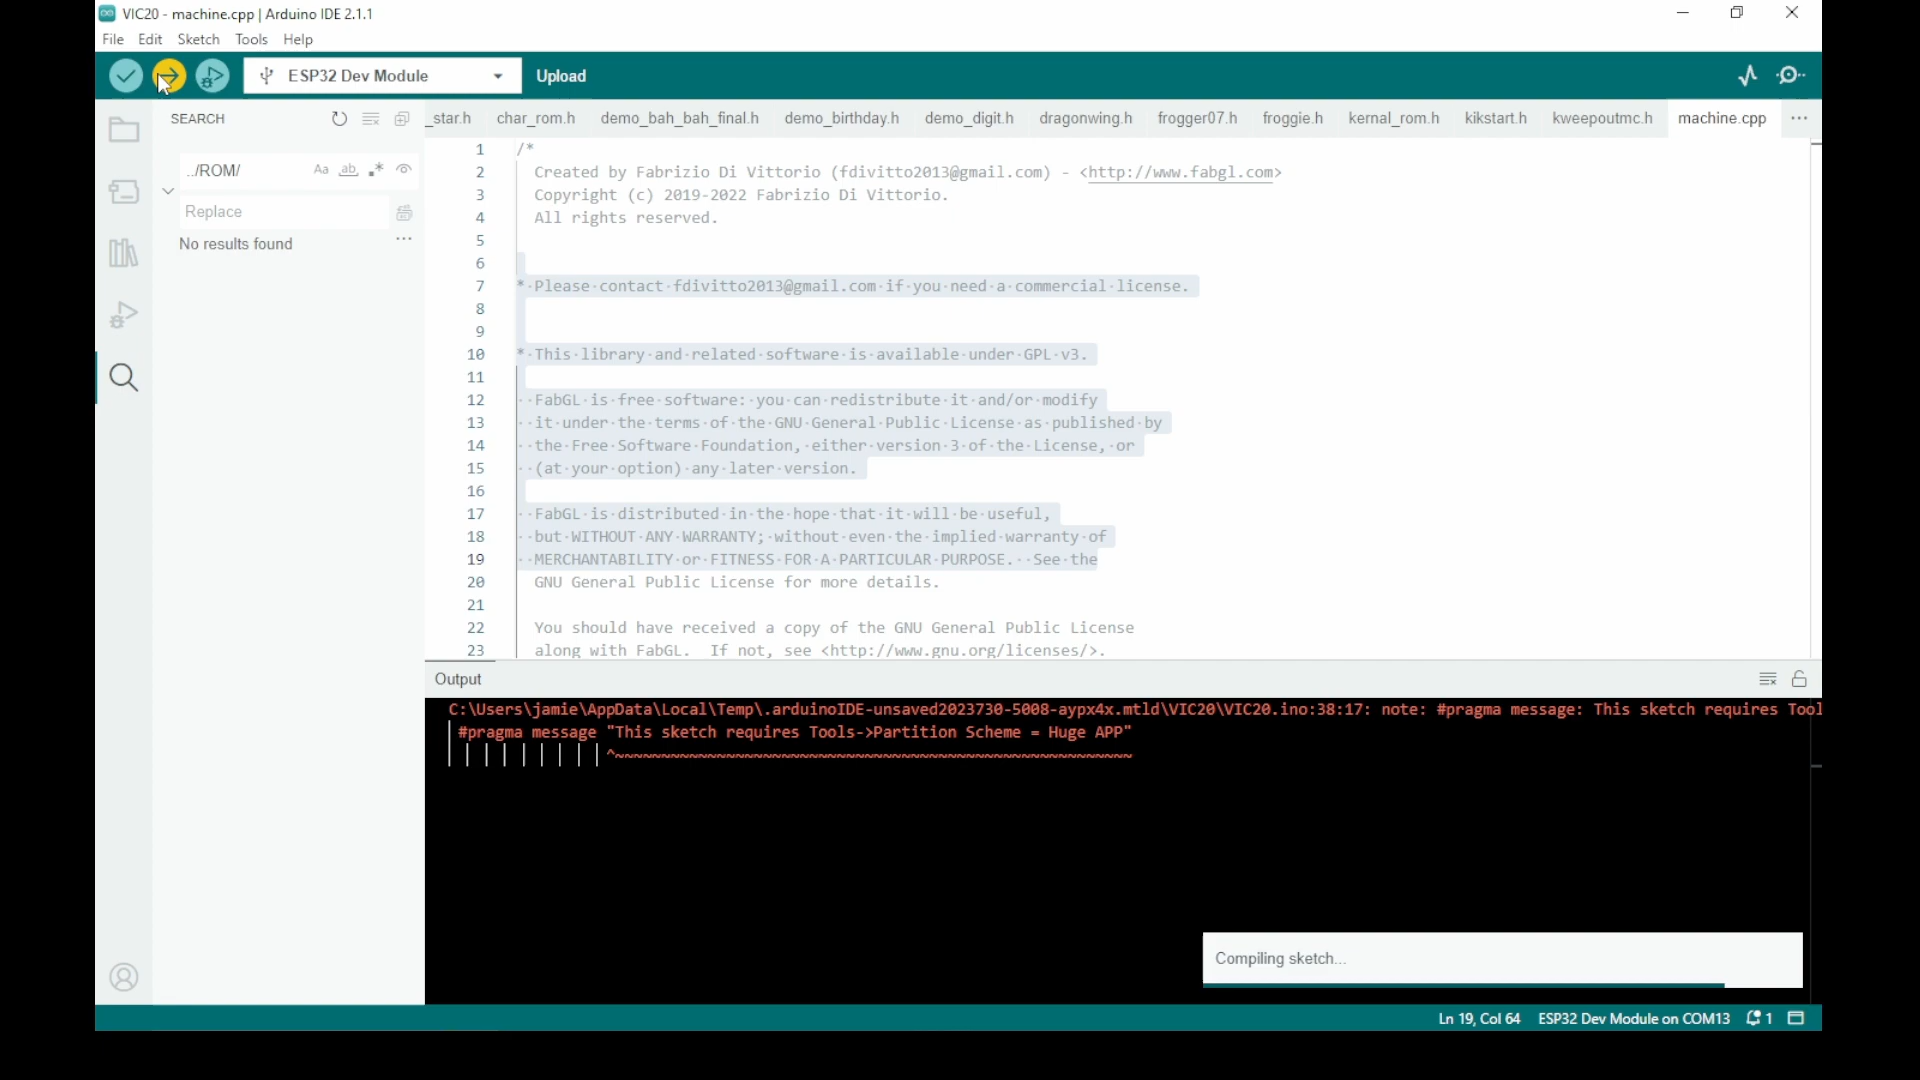 VIC20 - machine.cpp | Arduino IDE 2.1.1
File Edit Sketch Tools Help
ESP32 Dev Module
Upload
SEARCH
_star.h char_rom.h demo_bah_bah_final.h demo_birthday.h demo_digit.h dragonwing.h frogger07.h froggie.h kernal_rom.h kikstart.h kweepoutmc.h machine.cpp
../ROM/
Aa ab
Replace
No results found
1 /*
2 Created by Fabrizio Di Vittorio (fdivitto2013@gmail.com) - <http://www.fabgl.com>
3 Copyright (c) 2019-2022 Fabrizio Di Vittorio.
4 All rights reserved.
5
6
7 * Please contact fdivitto2013@gmail.com if you need a commercial license.
8
9
10 * This library and related software is available under GPL v3.
11
12 FabGL is free software: you can redistribute it and/or modify
13 it under the terms of the GNU General Public License as published by
14 the Free Software Foundation, either version 3 of the License, or
15 (at your option) any later version.
16
17 FabGL is distributed in the hope that it will be useful,
18 but WITHOUT ANY WARRANTY; without even the implied warranty of
19 MERCHANTABILITY or FITNESS FOR A PARTICULAR PURPOSE.  See the
20 GNU General Public License for more details.
21
22 You should have received a copy of the GNU General Public License
23 along with FabGL.  If not, see <http://www.gnu.org/licenses/>.
Output
C:\Users\jamie\AppData\Local\Temp\.arduinoIDE-unsaved2023730-5008-aypx4x.mtld\VIC20\VIC20.ino:38:17: note: #pragma message: This sketch requires Tool
#pragma message "This sketch requires Tools->Partition Scheme = Huge APP"
^~~~~~~~~~~~~~~~~~~~~~~~~~~~~~~~~~~~~~~~~~~~~~~~~~~~~~~~~
Compiling sketch...
Ln 19, Col 64 ESP32 Dev Module on COM13 1